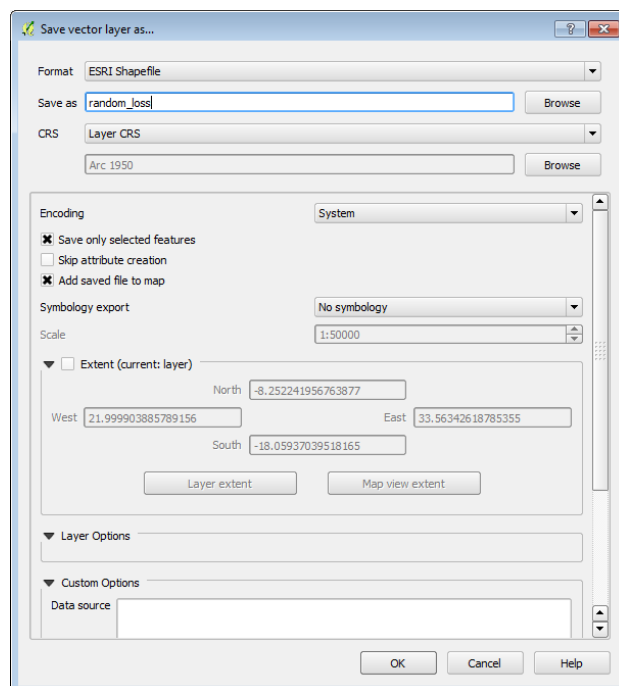 Save vector layer as...
Format ESRI Shapefile
Save as random_loss Browse
CRS Layer CRS
Arc 1950 Browse
Encoding System
Save only selected features
Skip attribute creation
Add saved file to map
Symbology export No symbology
Scale 1:50000
Extent (current: layer)
North -8.252241956763877
West 21.999903885789156 East 33.56342618785355
South -18.05937039518165
Layer extent Map view extent
Layer Options
Custom Options
Data source
OK Cancel Help